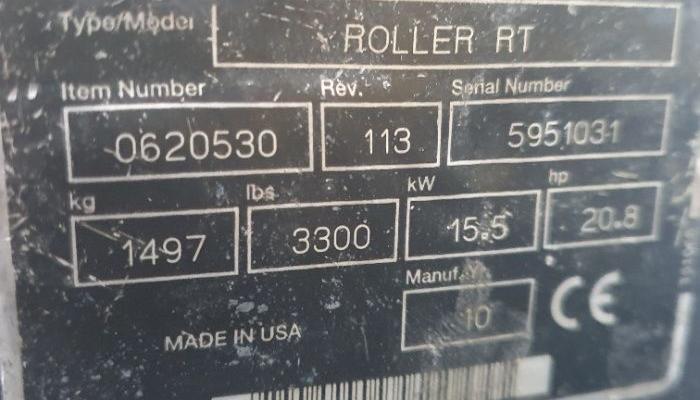 Type/Model ROLLER RT
Item Number Rev. Serial Number
0620530 113 5951031
kg lbs kW hp
1497 3300 15.5 20.8
Manuf. Yr.
10 CE
MADE IN USA